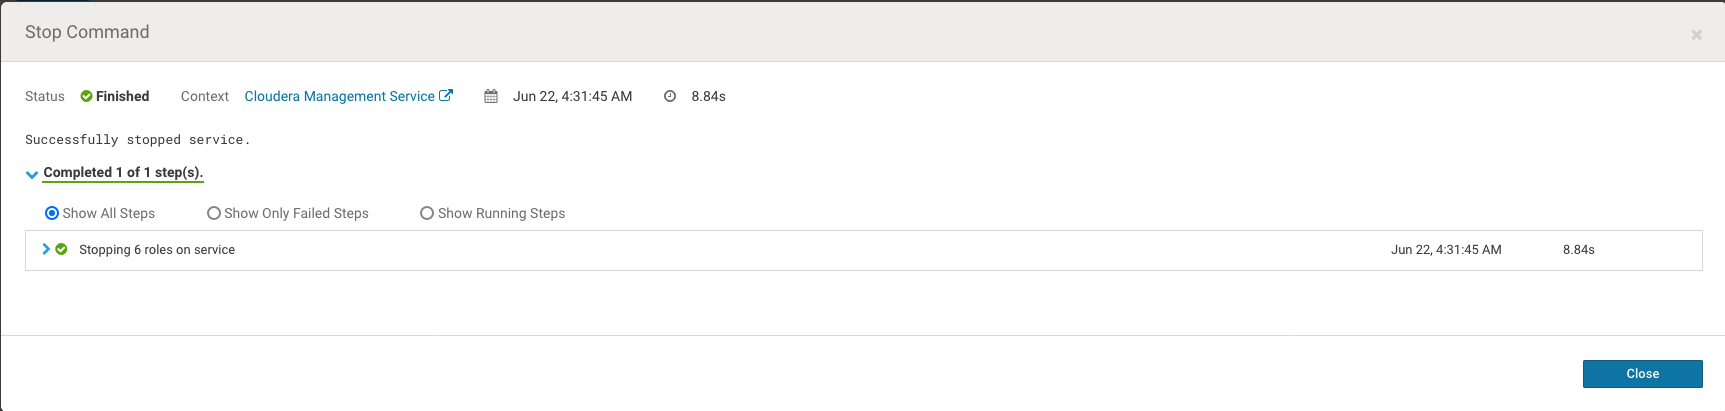 Stop Command
Status Finished Context Cloudera Management Service Jun 22, 4:31:45 AM 8.84s
Successfully stopped service.
Completed 1 of 1 step(s).
Show All Steps Show Only Failed Steps Show Running Steps
Stopping 6 roles on service Jun 22, 4:31:45 AM 8.84s
Close